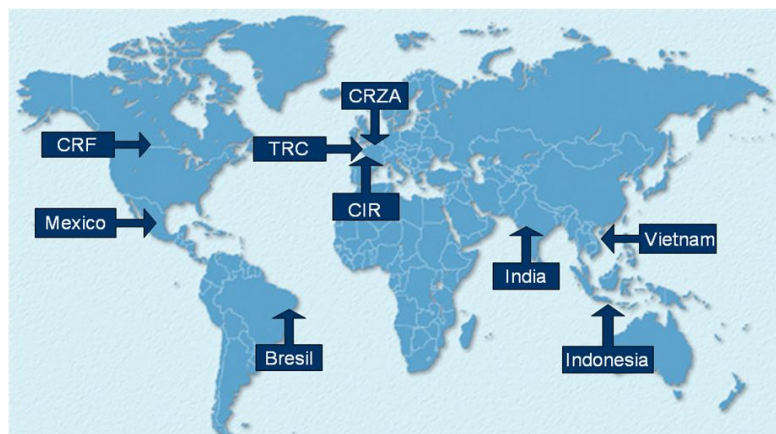 CRZA
CRF
TRC
CIR
Mexico
Vietnam
India
Bresil
Indonesia